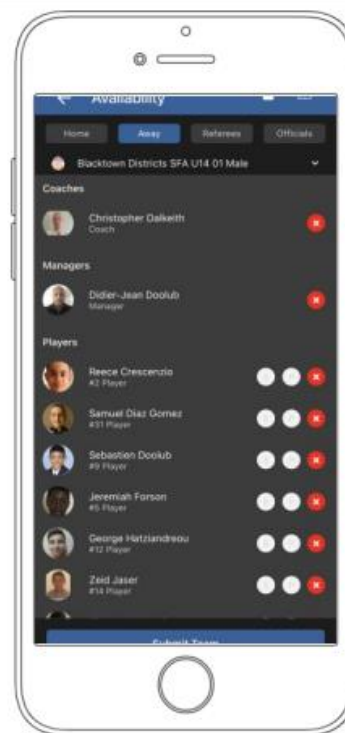 Availability
Home
Away
Referees
Officials
Blacktown Districts SFA U14 01 Male
Coaches
Christopher Dalkeith
Coach
Managers
Didier-Jean Doolub
Manager
Players
Reece Crescenzio
#2 Player
Samuel Diaz Gomez
#31 Player
Sebastien Doolub
#9 Player
Jeremiah Forson
#5 Player
George Hatziandreou
#12 Player
Zeid Jaser
#14 Player
Submit Team